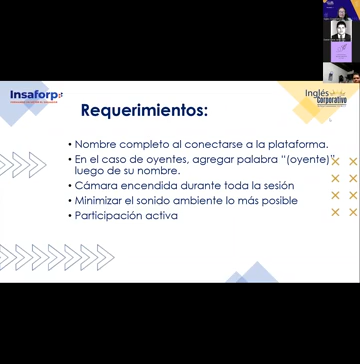 Insaforp
Inglés
Corporativo
Requerimientos:
• Nombre completo al conectarse a la plataforma.
• En el caso de oyentes, agregar palabra “(oyente)”
luego de su nombre.
• Cámara encendida durante toda la sesión
• Minimizar el sonido ambiente lo más posible
• Participación activa